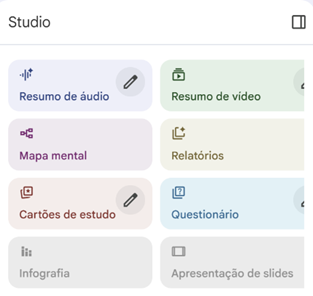 Studio
Resumo de áudio
Resumo de vídeo
Mapa mental
Relatórios
Cartões de estudo
Questionário
Infografia
Apresentação de slides